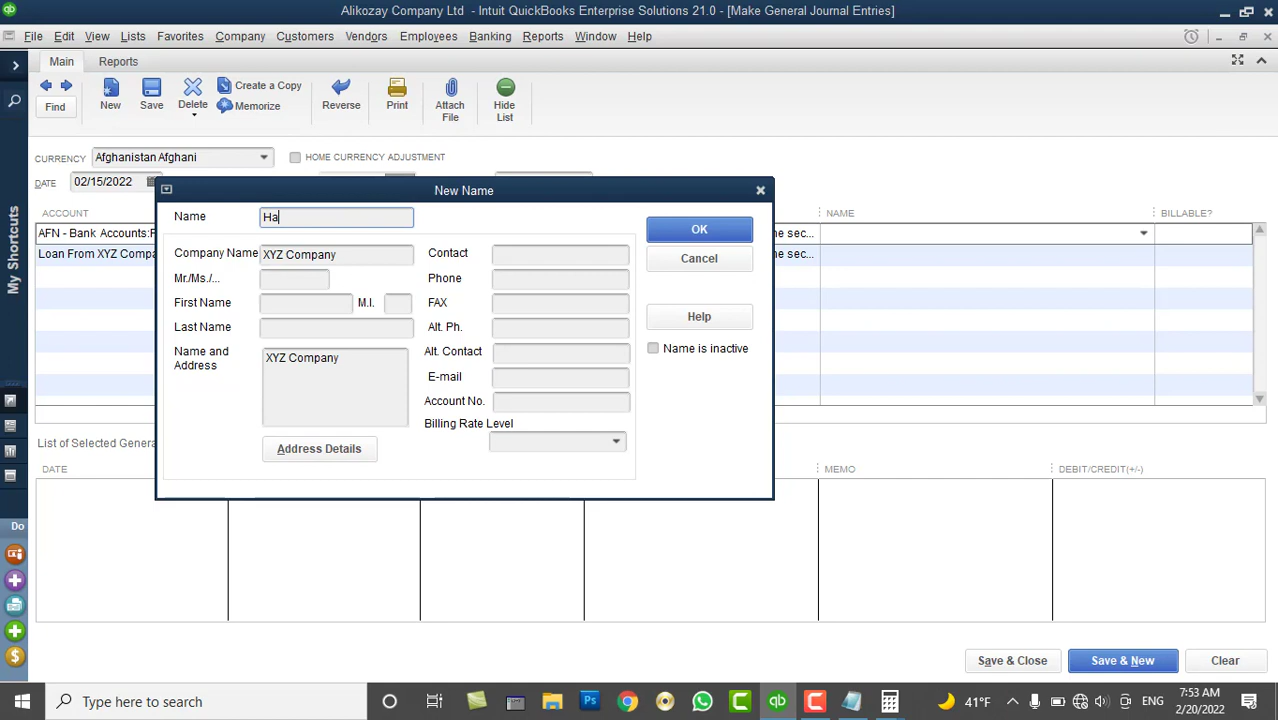 Alikozay Company Ltd - Intuit QuickBooks Enterprise Solutions 21.0 - [Make General Journal Entries]
File Edit View Lists Favorites Company Customers Vendors Employees Banking Reports Window Help
Main Reports
Find
New
Save
Delete
Create a Copy
Memorize
Reverse
Print
Attach File
Hide List
CURRENCY Afghanistan Afghani
HOME CURRENCY ADJUSTMENT
DATE 02/15/2022
ACCOUNT NAME BILLABLE?
AFN - Bank Accounts:F
Loan From XYZ Compa
My Shortcuts
Do
New Name
Name Ha
Company Name XYZ Company
Mr./Ms./...
First Name M.I.
Last Name
Name and Address
XYZ Company
Address Details
Contact
Phone
FAX
Alt. Ph.
Alt. Contact
E-mail
Account No.
Billing Rate Level
OK
Cancel
Help
Name is inactive
he sec...
he sec...
List of Selected Genera
DATE MEMO DEBIT/CREDIT(+/-)
Save & Close Save & New Clear
Type here to search
Ps
qb
41°F
ENG
7:53 AM
2/20/2022